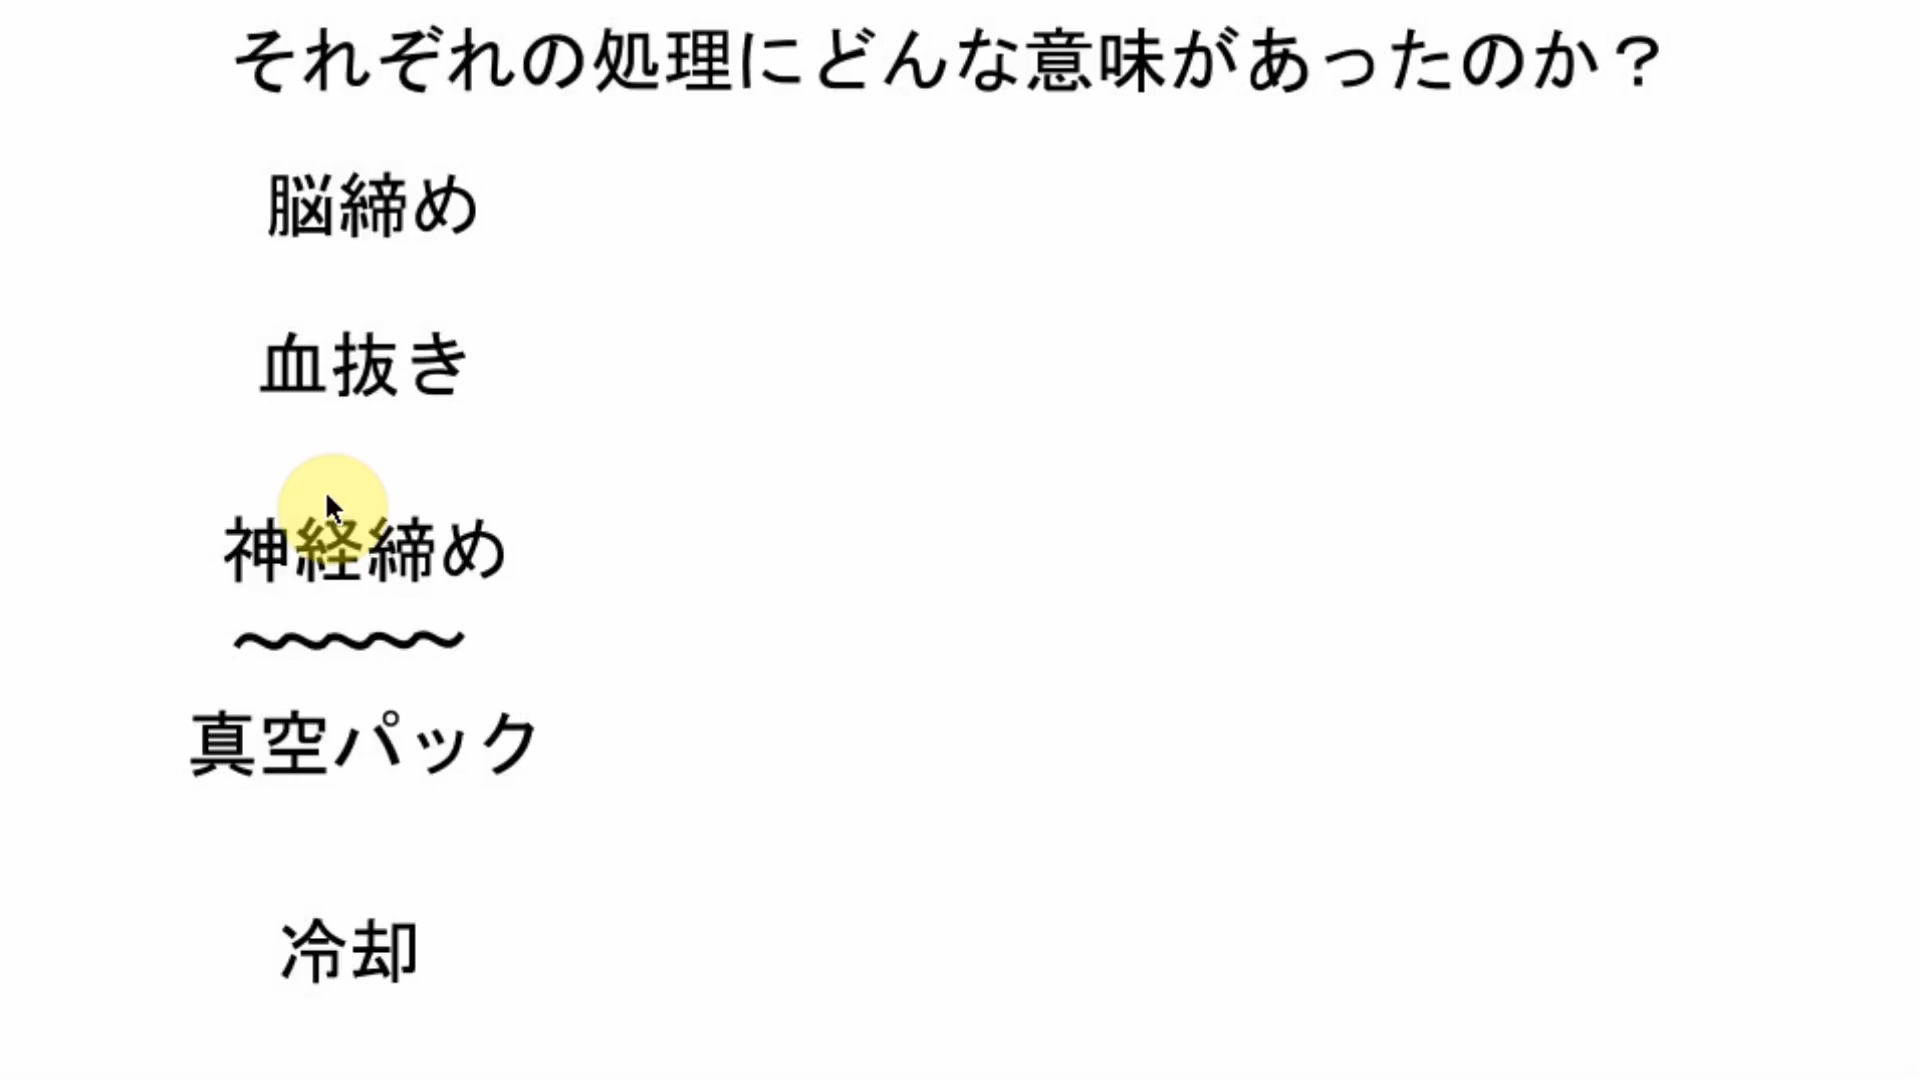 それぞれの処理にどんな意味があったのか？
脳締め
血抜き
神経締め
真空パック
冷却